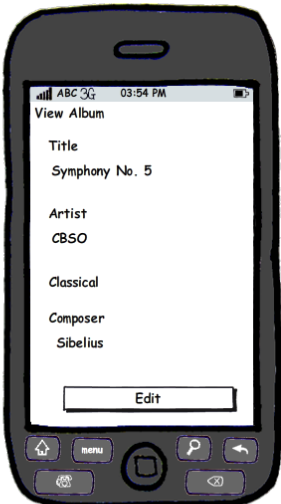 ABC 3G 03:54 PM
View Album
Title
Symphony No. 5
Artist
CBSO
Classical
Composer
Sibelius
Edit
menu